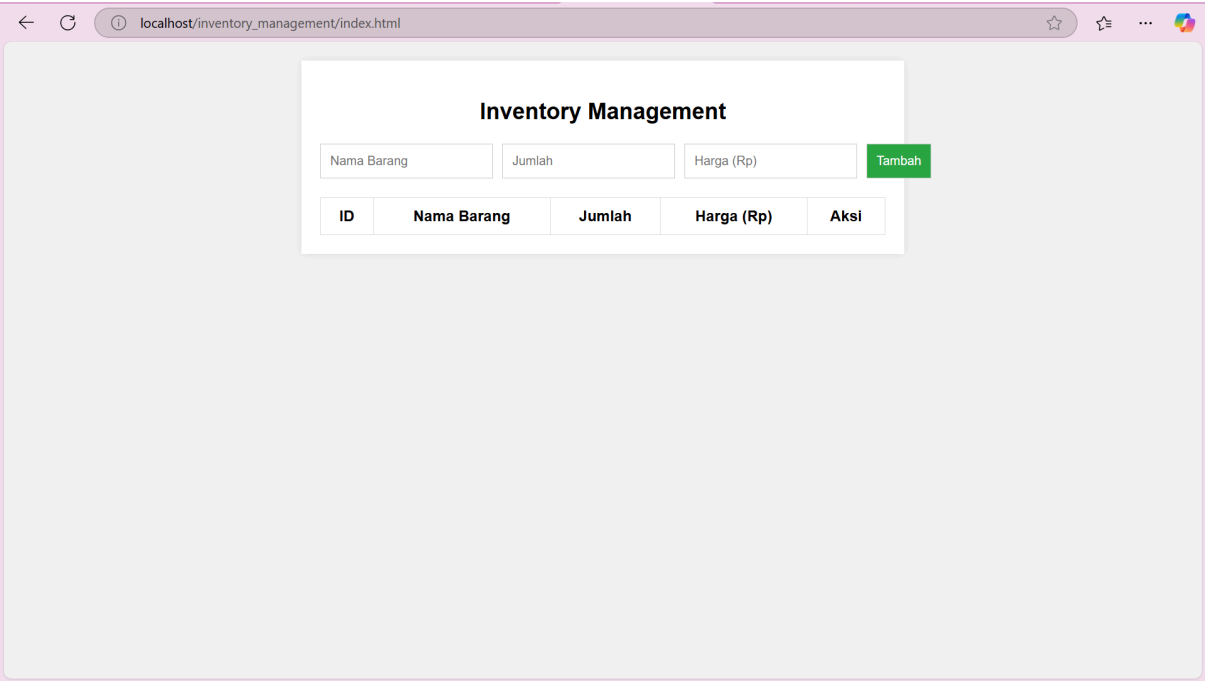 localhost/inventory_management/index.html
Inventory Management
Nama Barang Jumlah Harga (Rp) Tambah
ID Nama Barang Jumlah Harga (Rp) Aksi